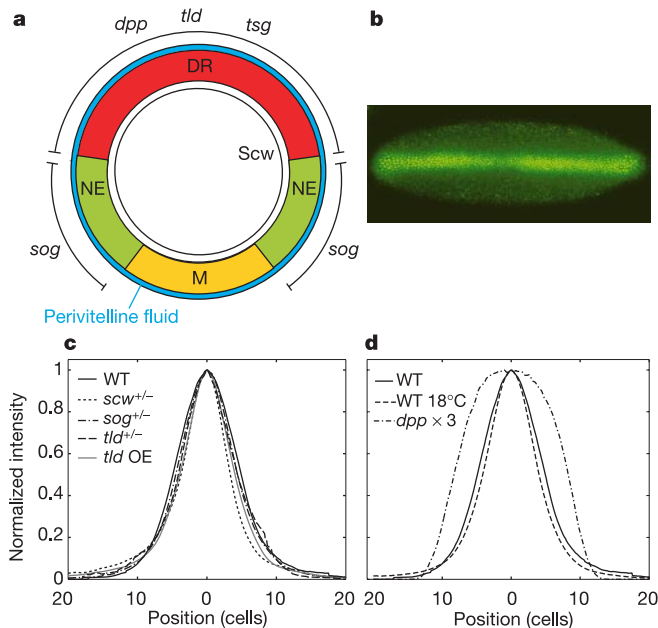 a
dpp
tld
tsg
DR
Scw
NE
NE
sog
sog
M
Perivitelline fluid
b
c
WT
scw+/-
sog+/-
tld+/-
tld OE
Normalized intensity
1
0.8
0.6
0.4
0.2
0
20
10
0
10
20
Position (cells)
d
WT
WT 18°C
dpp × 3
20
10
0
10
20
Position (cells)